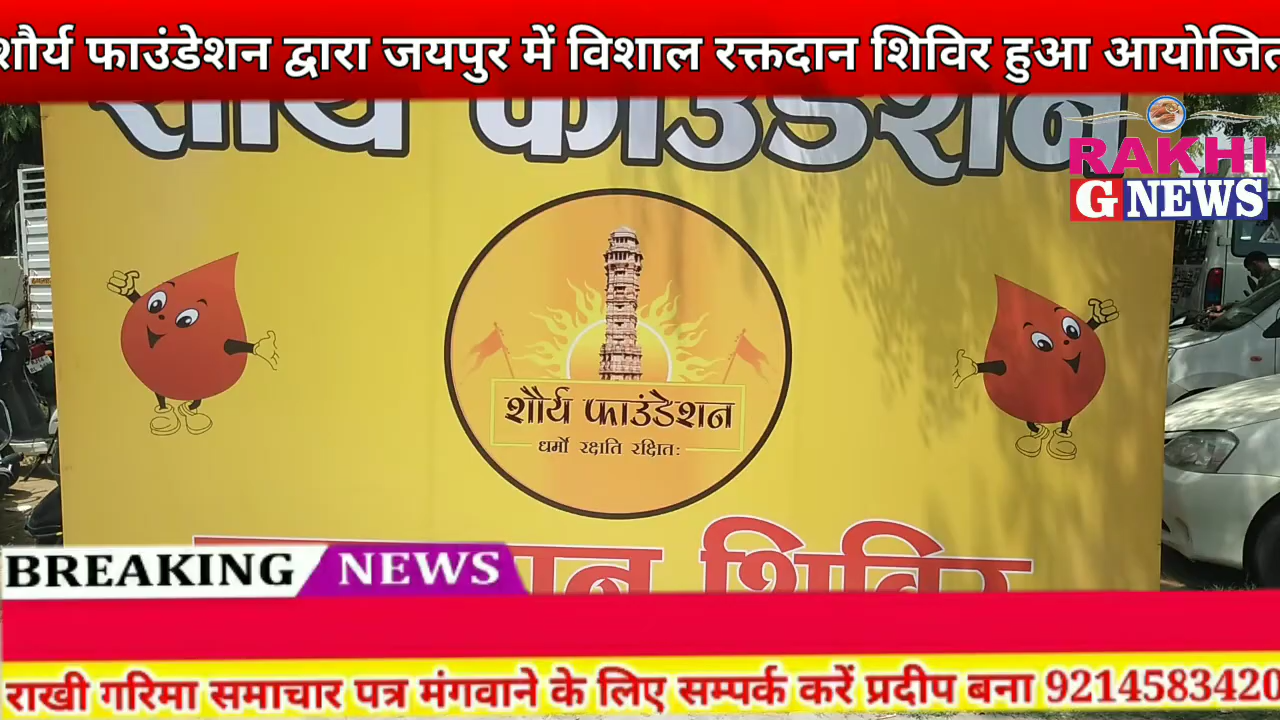 शौर्य फाउंडेशन द्वारा जयपुर में विशाल रक्तदान शिविर हुआ आयोजित
शौर्य फाउंडेशन
RAKHI
G NEWS
शौर्य फाउंडेशन
धर्मो रक्षति रक्षितः
शिविर
BREAKING NEWS
राखी गरिमा समाचार पत्र मंगवाने के लिए सम्पर्क करें प्रदीप बना 9214583420